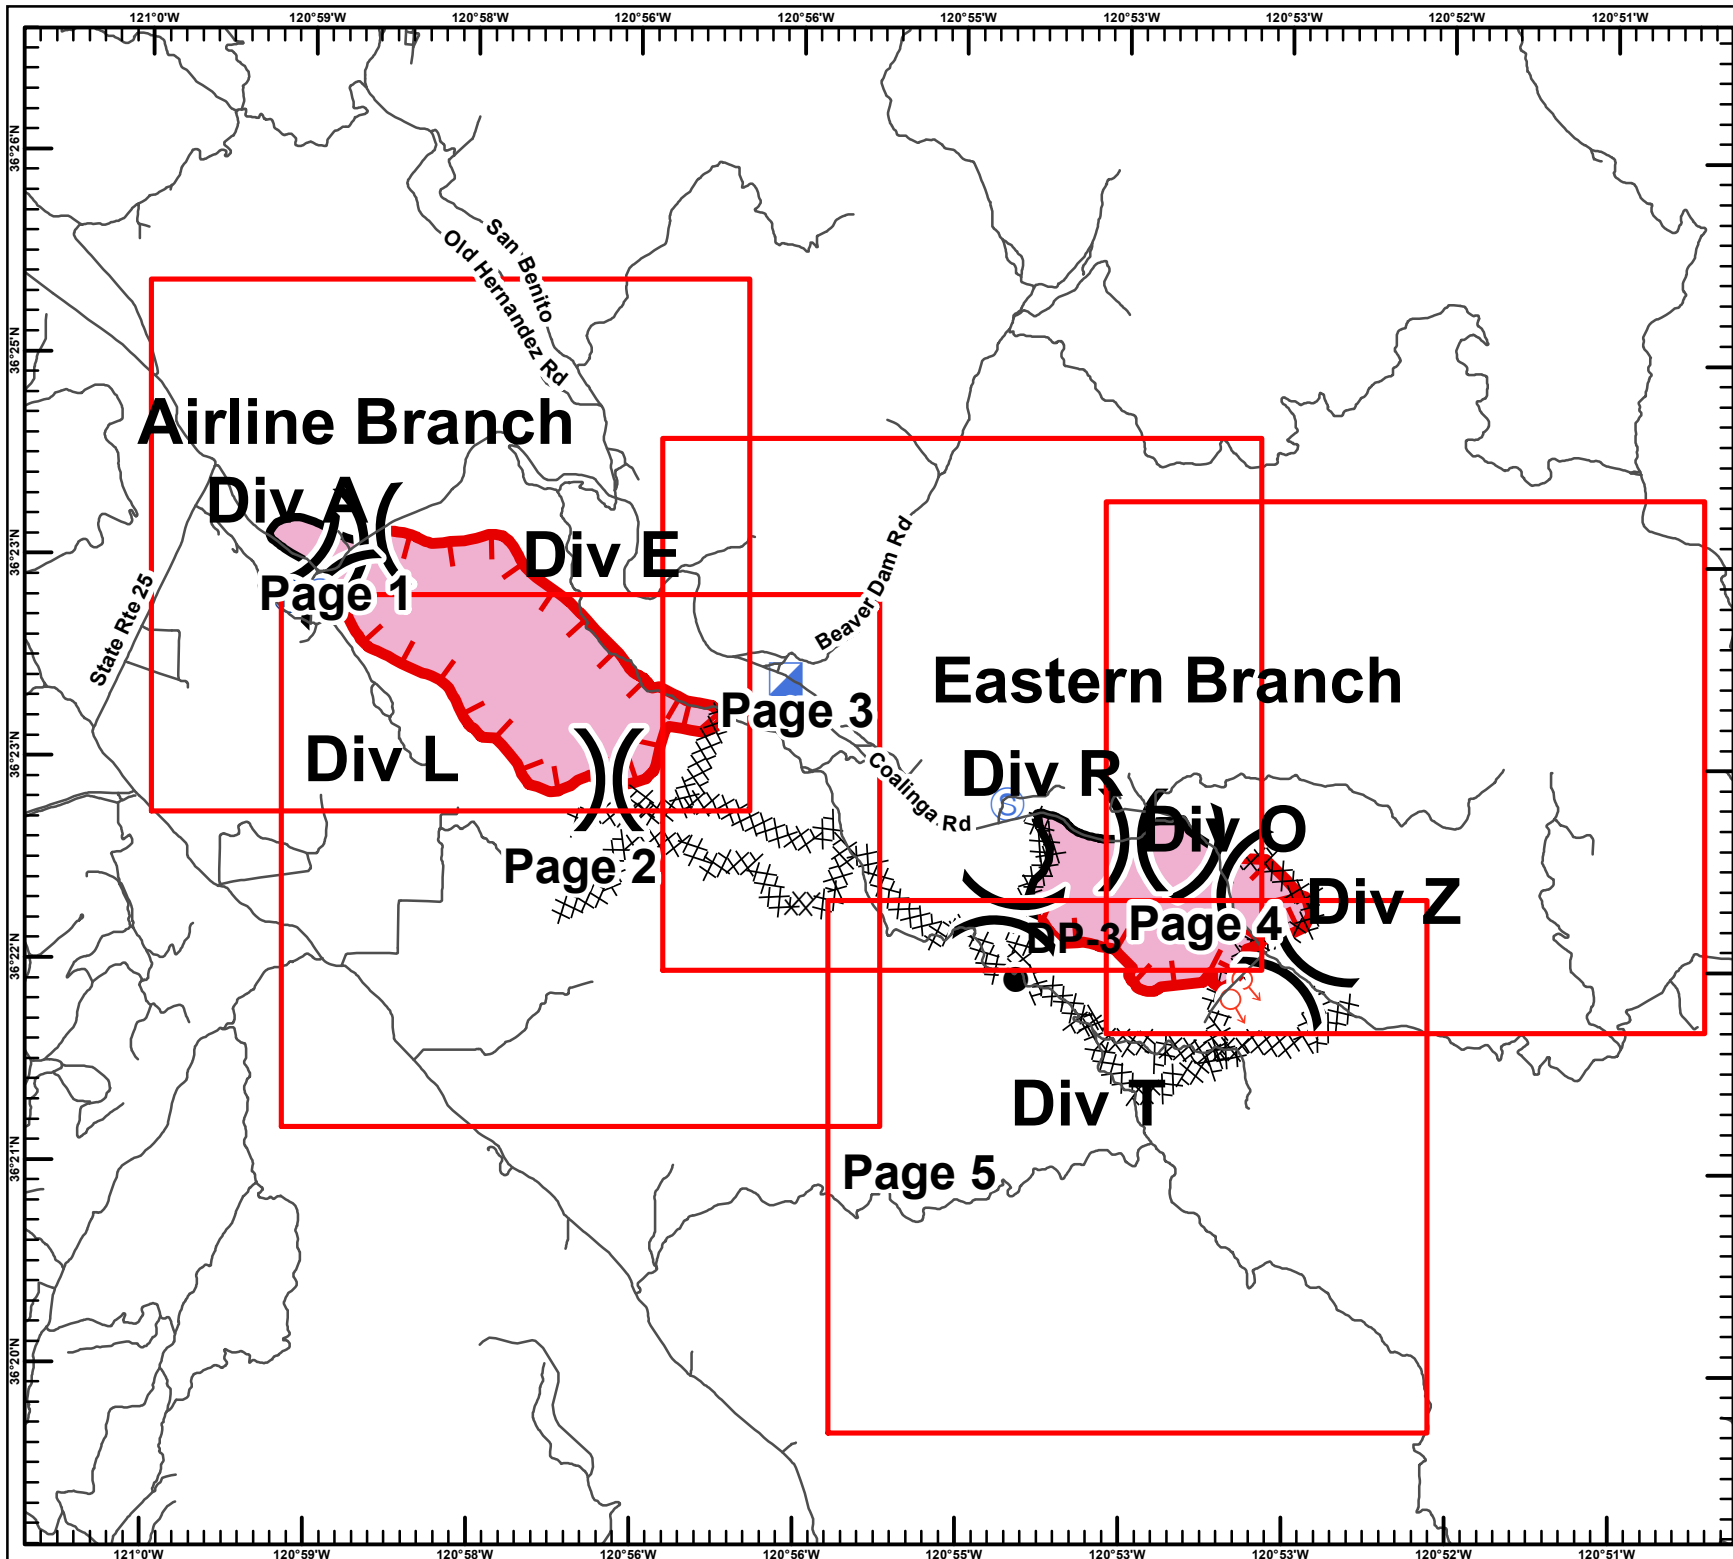 121°0'W 120°59'W 120°58'W 120°56'W 120°56'W 120°55'W 120°53'W 120°53'W 120°52'W 120°51'W
36°26'N
San Benito
Old Hernandez Rd
36°25'N
Airline Branch
Div A
36°23'N
Div E
Page 1
State Rte 25
Beaver Dam Rd
Eastern Branch
Page 3
36°23'N
Div L
Coalinga Rd
Div R
S
Div O
Page 2
Div Z
Page 4
DP-3
36°22'N
Div T
36°21'N
Page 5
36°20'N
121°0'W 120°59'W 120°58'W 120°56'W 120°56'W 120°55'W 120°53'W 120°52'W 120°52'W 120°51'W